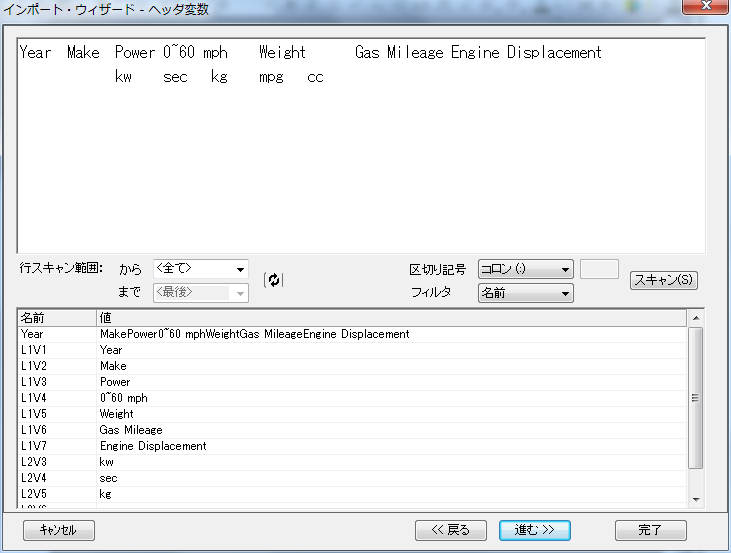 インポート・ウィザード - ヘッダ変数
Year Make Power 0~60 mph Weight Gas Mileage Engine Displacement
kw sec kg mpg cc
行スキャン範囲: から <全て> 区切り記号 コロン (:)
まで <最後> フィルタ 名前 スキャン(S)
名前 値
Year MakePower0~60 mphWeightGas MileageEngine Displacement
L1V1 Year
L1V2 Make
L1V3 Power
L1V4 0~60 mph
L1V5 Weight
L1V6 Gas Mileage
L1V7 Engine Displacement
L2V3 kw
L2V4 sec
L2V5 kg
キャンセル << 戻る 進む >> 完了